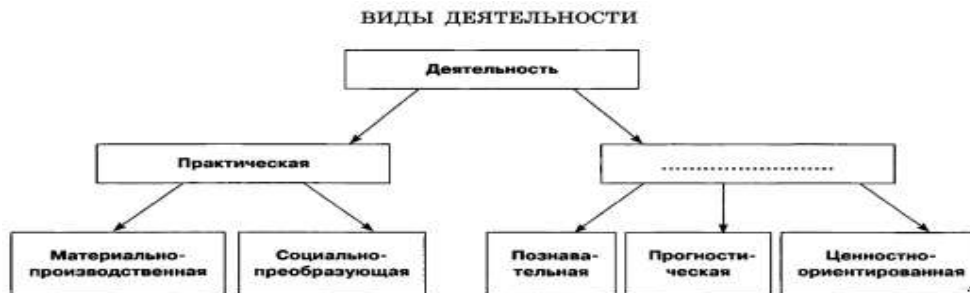 ВИДЫ ДЕЯТЕЛЬНОСТИ
Деятельность
Практическая
..............................
Материально-
производственная
Социально-
преобразующая
Познава-
тельная
Прогности-
ческая
Ценностно-
ориентированная